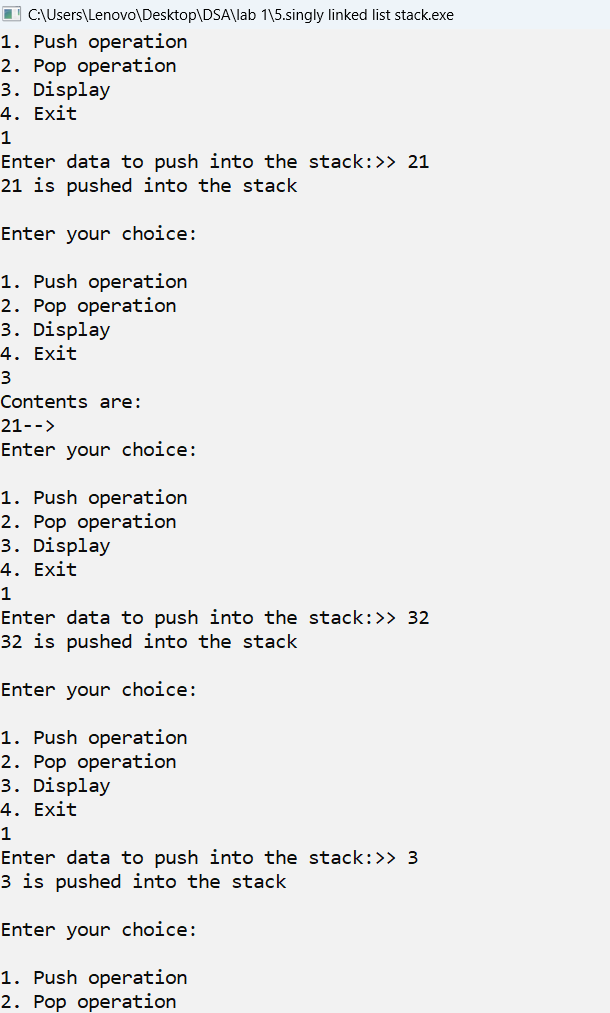 C:\Users\Lenovo\Desktop\DSA\lab 1\5.singly linked list stack.exe
1. Push operation
2. Pop operation
3. Display
4. Exit
1
Enter data to push into the stack:>> 21
21 is pushed into the stack
Enter your choice:
1. Push operation
2. Pop operation
3. Display
4. Exit
3
Contents are:
21-->
Enter your choice:
1. Push operation
2. Pop operation
3. Display
4. Exit
1
Enter data to push into the stack:>> 32
32 is pushed into the stack
Enter your choice:
1. Push operation
2. Pop operation
3. Display
4. Exit
1
Enter data to push into the stack:>> 3
3 is pushed into the stack
Enter your choice:
1. Push operation
2. Pop operation